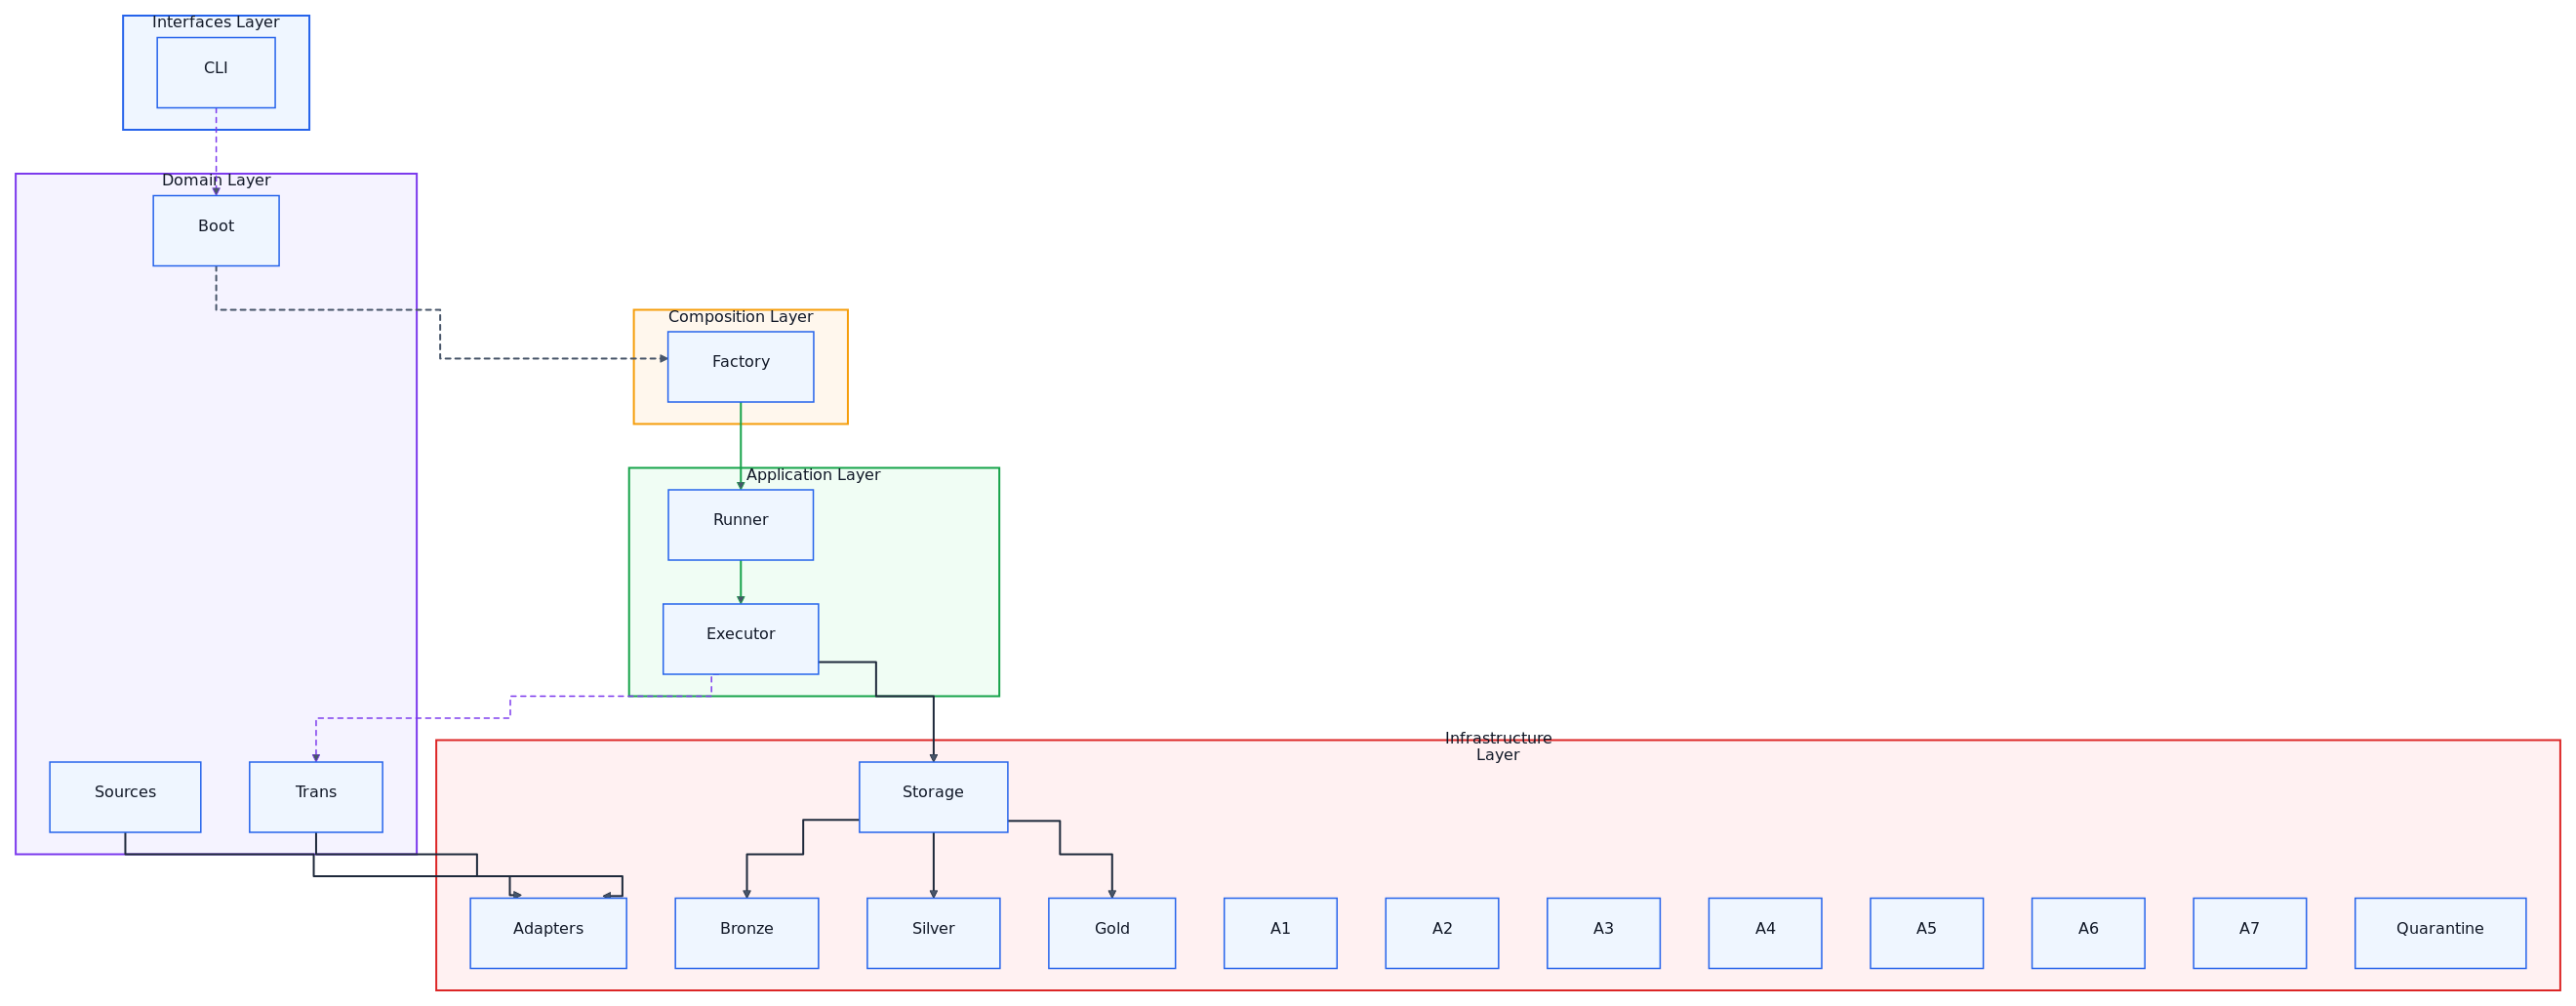 Interfaces Layer
CLI
Domain Layer
Boot
Composition Layer
Factory
Application Layer
Runner
Executor
Infrastructure
Layer
Sources
Trans
Storage
Adapters
Bronze
Silver
Gold
A1
A2
A3
A4
A5
A6
A7
Quarantine